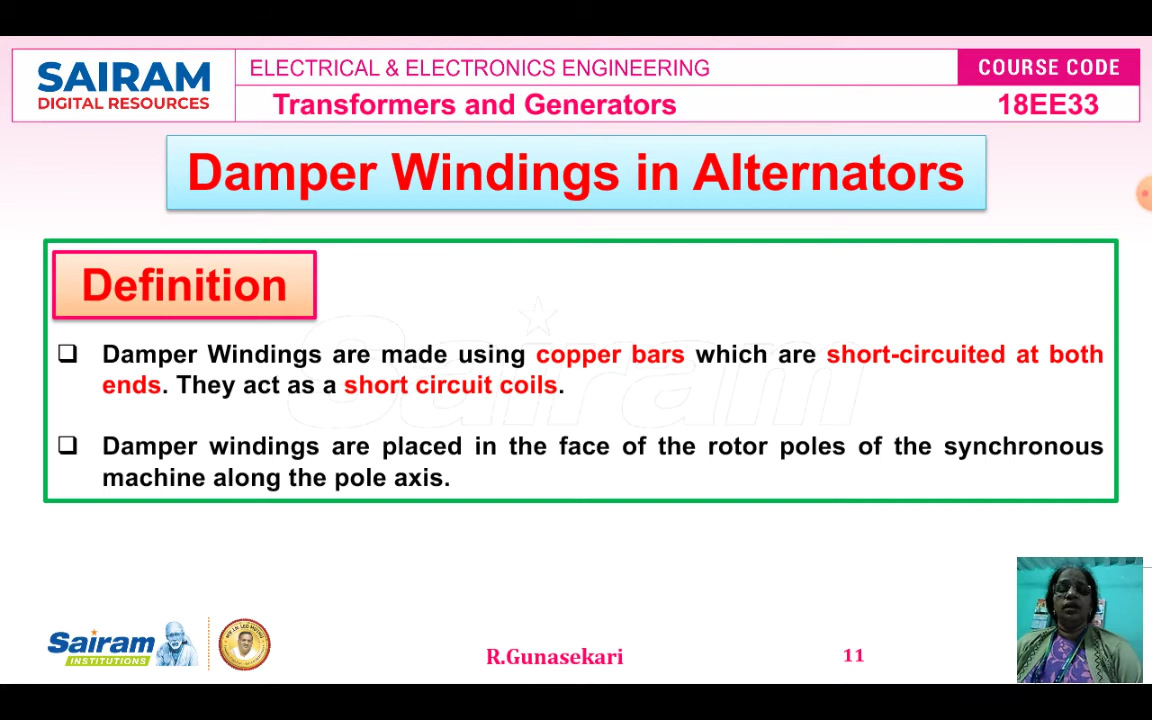 SAIRAM
DIGITAL RESOURCES
ELECTRICAL & ELECTRONICS ENGINEERING
COURSE CODE
Transformers and Generators
18EE33
Damper Windings in Alternators
Definition
❑ Damper Windings are made using copper bars which are short-circuited at both
ends. They act as a short circuit coils.
❑ Damper windings are placed in the face of the rotor poles of the synchronous
machine along the pole axis.
Sairam
Sairam
INSTITUTIONS
R.Gunasekari
11